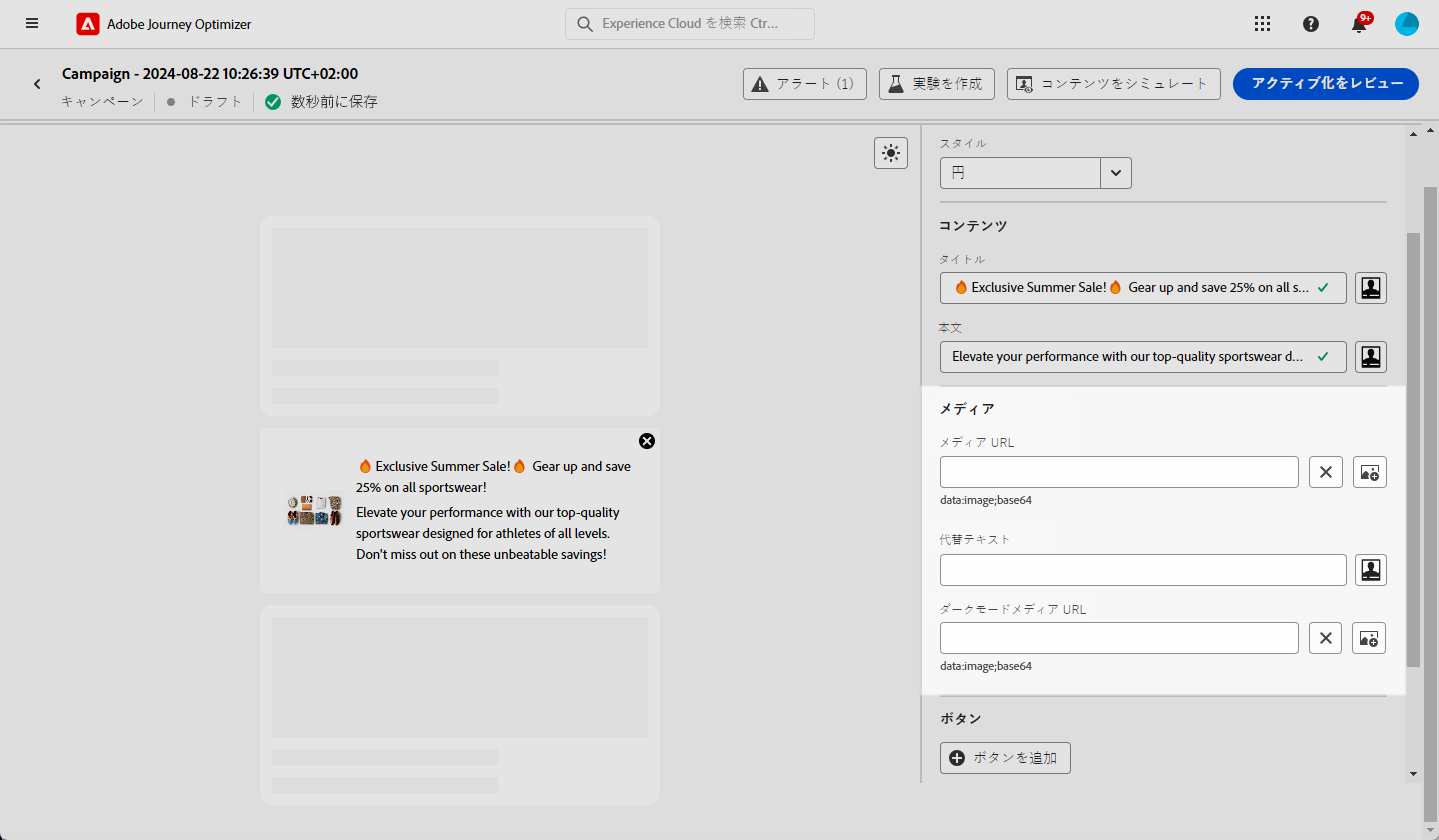 Adobe Journey Optimizer
Experience Cloud を検索 Ctr...
9+
Campaign - 2024-08-22 10:26:39 UTC+02:00
キャンペーン
ドラフト
数秒前に保存
アラート (1)
実験を作成
コンテンツをシミュレート
アクティブ化をレビュー
スタイル
円
コンテンツ
タイトル
🔥 Exclusive Summer Sale!🔥 Gear up and save 25% on all s...
本文
Elevate your performance with our top-quality sportswear d...
メディア
メディア URL
data:image;base64
代替テキスト
ダークモードメディア URL
data:image;base64
ボタン
ボタンを追加
🔥 Exclusive Summer Sale!🔥 Gear up and save
25% on all sportswear!
Elevate your performance with our top-quality
sportswear designed for athletes of all levels.
Don't miss out on these unbeatable savings!